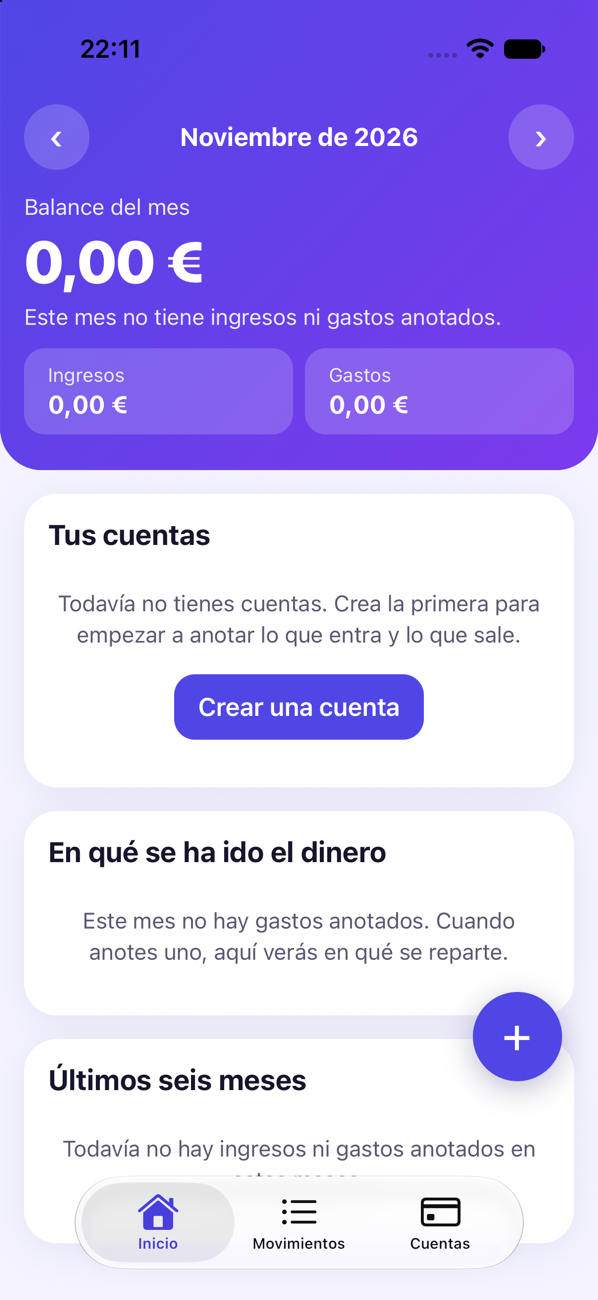 22:11
Noviembre de 2026
Balance del mes
0,00 €
Este mes no tiene ingresos ni gastos anotados.
Ingresos
0,00 €
Gastos
0,00 €
Tus cuentas
Todavía no tienes cuentas. Crea la primera para
empezar a anotar lo que entra y lo que sale.
Crear una cuenta
En qué se ha ido el dinero
Este mes no hay gastos anotados. Cuando
anotes uno, aquí verás en qué se reparte.
+
Últimos seis meses
Todavía no hay ingresos ni gastos anotados en
Inicio
Movimientos
Cuentas